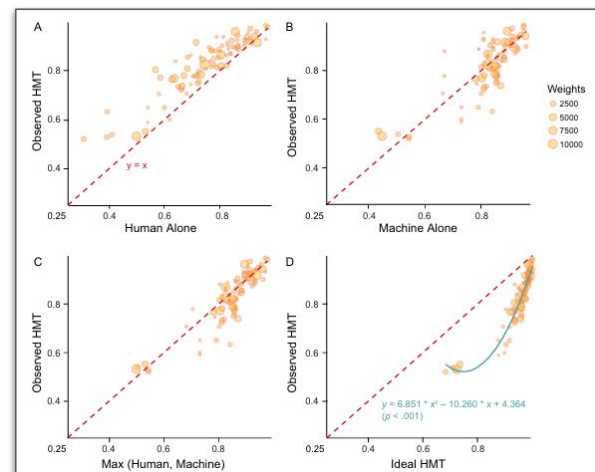 A
Observed HMT
0.8
0.6
0.4
0.25
0.4
0.6
0.8
Human Alone
y = x
B
Observed HMT
0.8
0.6
0.4
0.25
0.4
0.6
0.8
Machine Alone
Weights
2500
5000
7500
10000
C
Observed HMT
0.8
0.6
0.4
0.25
0.4
0.6
0.8
Max (Human, Machine)
D
Observed HMT
0.8
0.6
0.4
0.25
0.4
0.6
0.8
Ideal HMT
y = 6.851 * x² – 10.260 * x + 4.364
(p < .001)